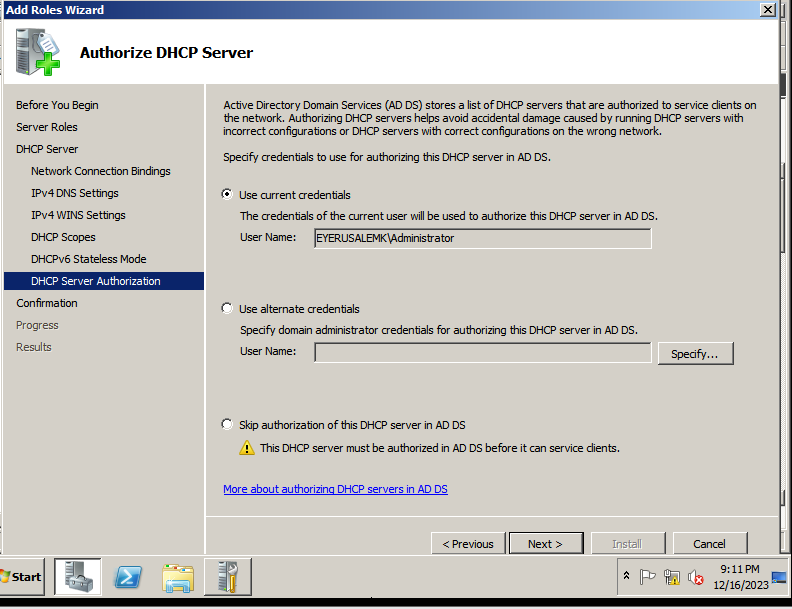 Add Roles Wizard
Authorize DHCP Server
Before You Begin
Server Roles
DHCP Server
Network Connection Bindings
IPv4 DNS Settings
IPv4 WINS Settings
DHCP Scopes
DHCPv6 Stateless Mode
DHCP Server Authorization
Confirmation
Progress
Results
Active Directory Domain Services (AD DS) stores a list of DHCP servers that are authorized to service clients on
the network. Authorizing DHCP servers helps avoid accidental damage caused by running DHCP servers with
incorrect configurations or DHCP servers with correct configurations on the wrong network.
Specify credentials to use for authorizing this DHCP server in AD DS.
Use current credentials
The credentials of the current user will be used to authorize this DHCP server in AD DS.
User Name: EYERUSALEMK\Administrator
Use alternate credentials
Specify domain administrator credentials for authorizing this DHCP server in AD DS.
User Name:
Specify...
Skip authorization of this DHCP server in AD DS
This DHCP server must be authorized in AD DS before it can service clients.
More about authorizing DHCP servers in AD DS
< Previous
Next >
Install
Cancel
Start
9:11 PM
12/16/2023